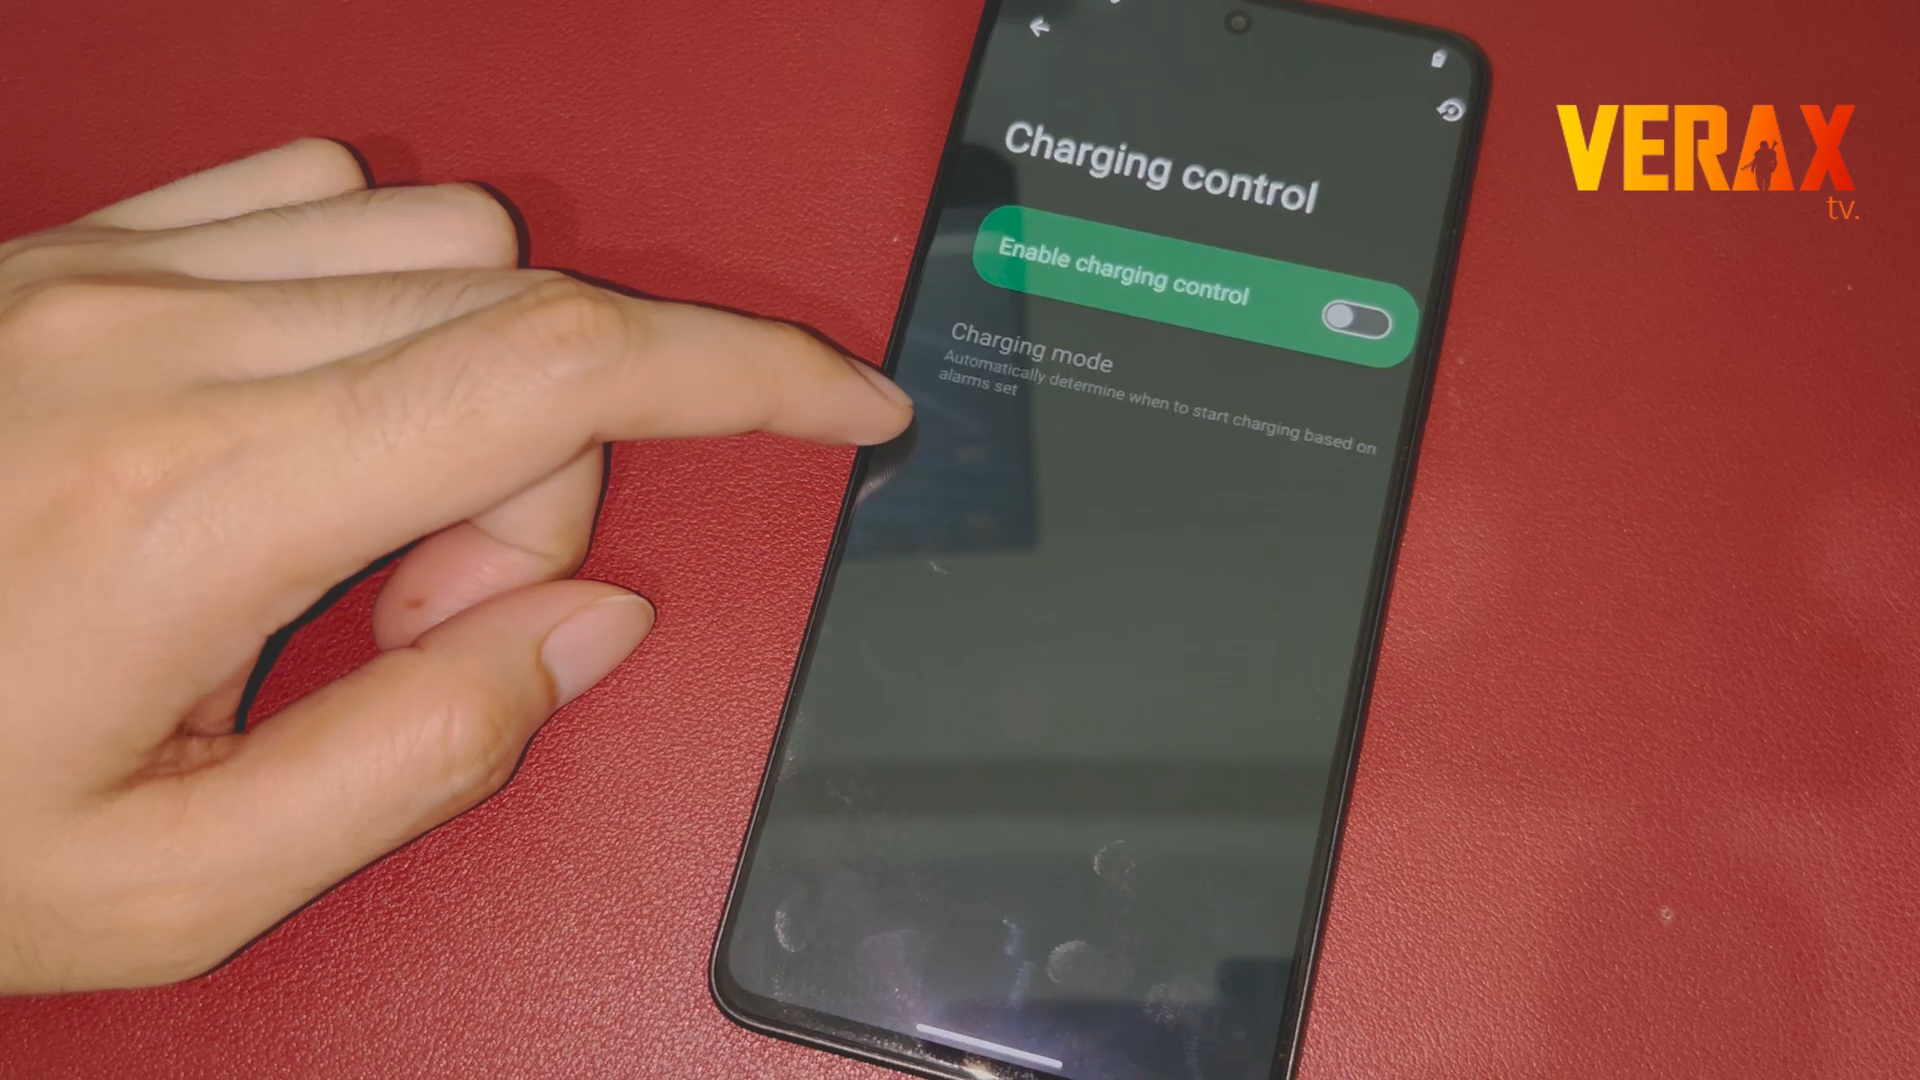 VERAX
tv.
Charging control
Enable charging control
Charging mode
Automatically determine when to start charging based on
alarms set